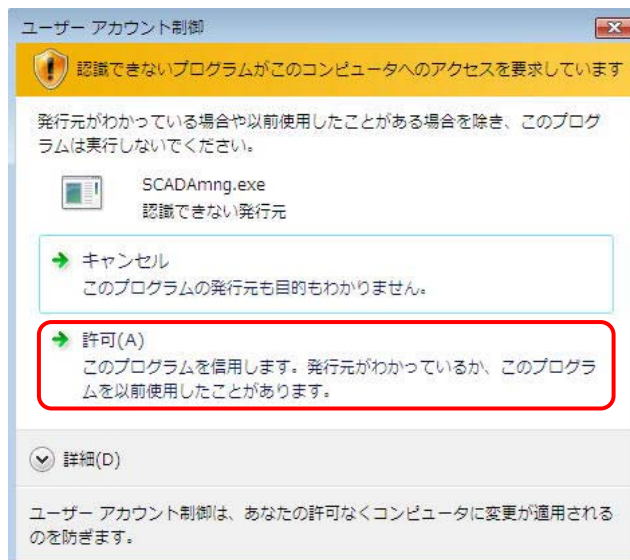 ユーザー アカウント制御
認識できないプログラムがこのコンピュータへのアクセスを要求しています
発行元がわかっている場合や以前使用したことがある場合を除き、このプログ
ラムは実行しないでください。
SCADAmng.exe
認識できない発行元
キャンセル
このプログラムの発行元も目的もわかりません。
許可(A)
このプログラムを信用します。発行元がわかっているか、このプログラ
ムを以前使用したことがあります。
詳細(D)
ユーザー アカウント制御は、あなたの許可なくコンピュータに変更が適用される
のを防ぎます。